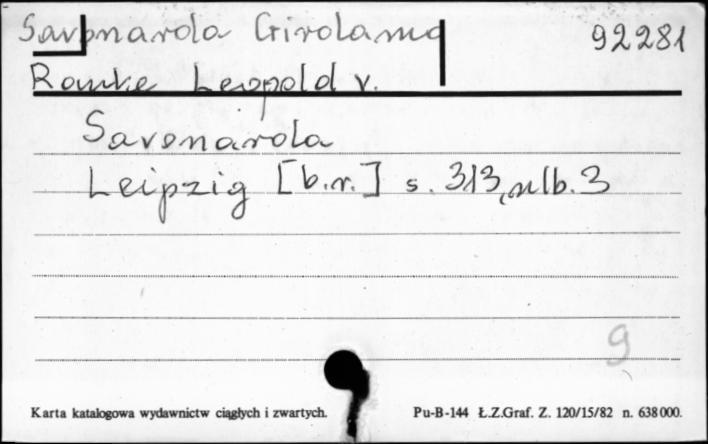 Savonarola Girolamo 92281
Ranke Leopold v.
Savonarola
Leipzig [b.r.] s. 313, nlb. 3
9
Karta katalogowa wydawnictw ciągłych i zwartych. Pu-B-144 Ł.Z.Graf. Z. 120/15/82 n. 638000.